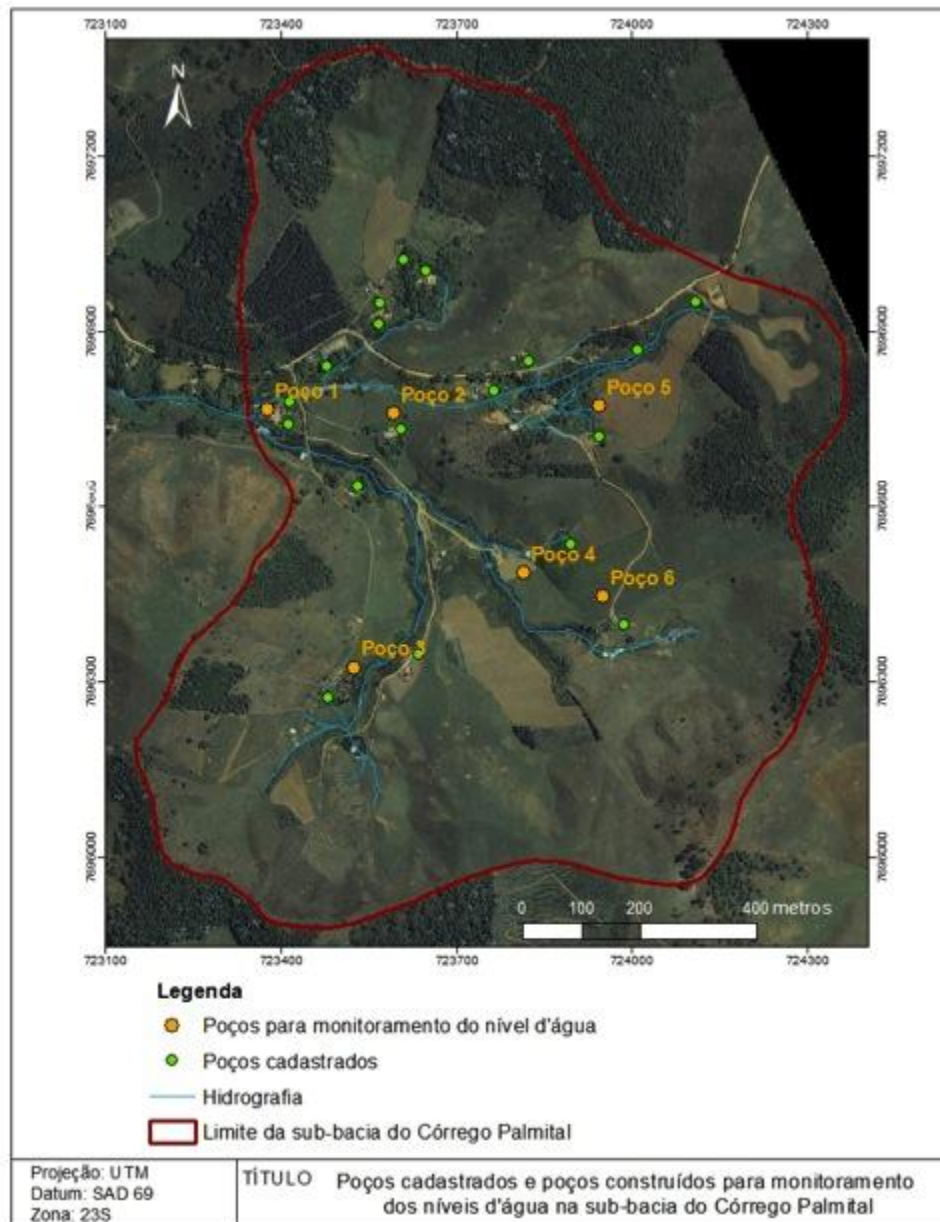 723100 723400 723700 724000 724300
N
7697200 7697200
7696900 7696900
7696600
7696300 7696300
7696000 7696000
Poço 1
Poço 2
Poço 5
Poço 4
Poço 6
Poço 3
0 100 200 400 metros
723100 723400 723700 724000 724300
Legenda
Poços para monitoramento do nível d'água
Poços cadastrados
Hidrografia
Limite da sub-bacia do Córrego Palmital
Projeção: UTM
Datum: SAD 69
Zona: 23S
TÍTULO Poços cadastrados e poços construídos para monitoramento
dos níveis d'água na sub-bacia do Córrego Palmital